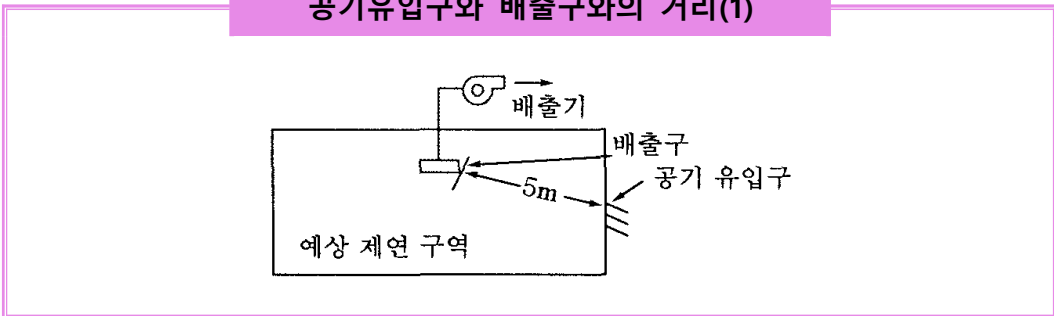 공기유입구와 배출구와의 거리(1)
배출기
배출구
공기 유입구
5m
예상 제연 구역